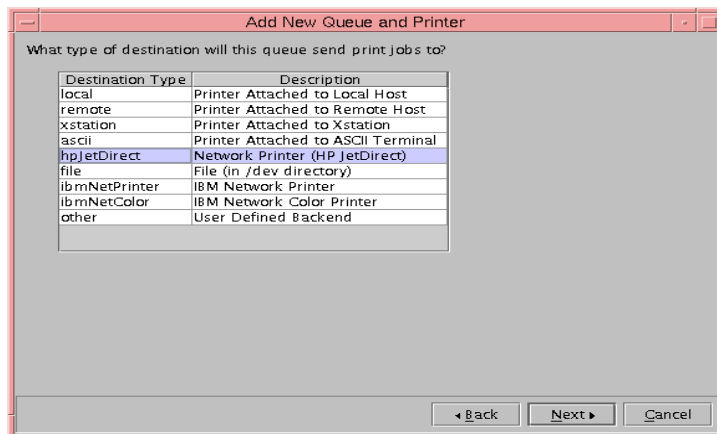 Add New Queue and Printer
What type of destination will this queue send print jobs to?
Destination Type Description
local Printer Attached to Local Host
remote Printer Attached to Remote Host
xstation Printer Attached to Xstation
ascii Printer Attached to ASCII Terminal
hpJetDirect Network Printer (HP JetDirect)
file File (in /dev directory)
ibmNetPrinter IBM Network Printer
ibmNetColor IBM Network Color Printer
other User Defined Backend
Back Next Cancel